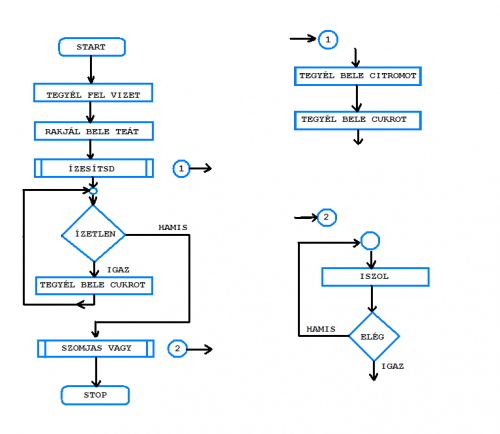 START
TEGYÉL FEL VIZET
RAKJÁL BELE TEÁT
ÍZESÍTSD
1
ÍZETLEN
HAMIS
IGAZ
TEGYÉL BELE CUKROT
SZOMJAS VAGY
2
STOP
1
TEGYÉL BELE CITROMOT
TEGYÉL BELE CUKROT
2
ISZOL
HAMIS
ELÉG
IGAZ